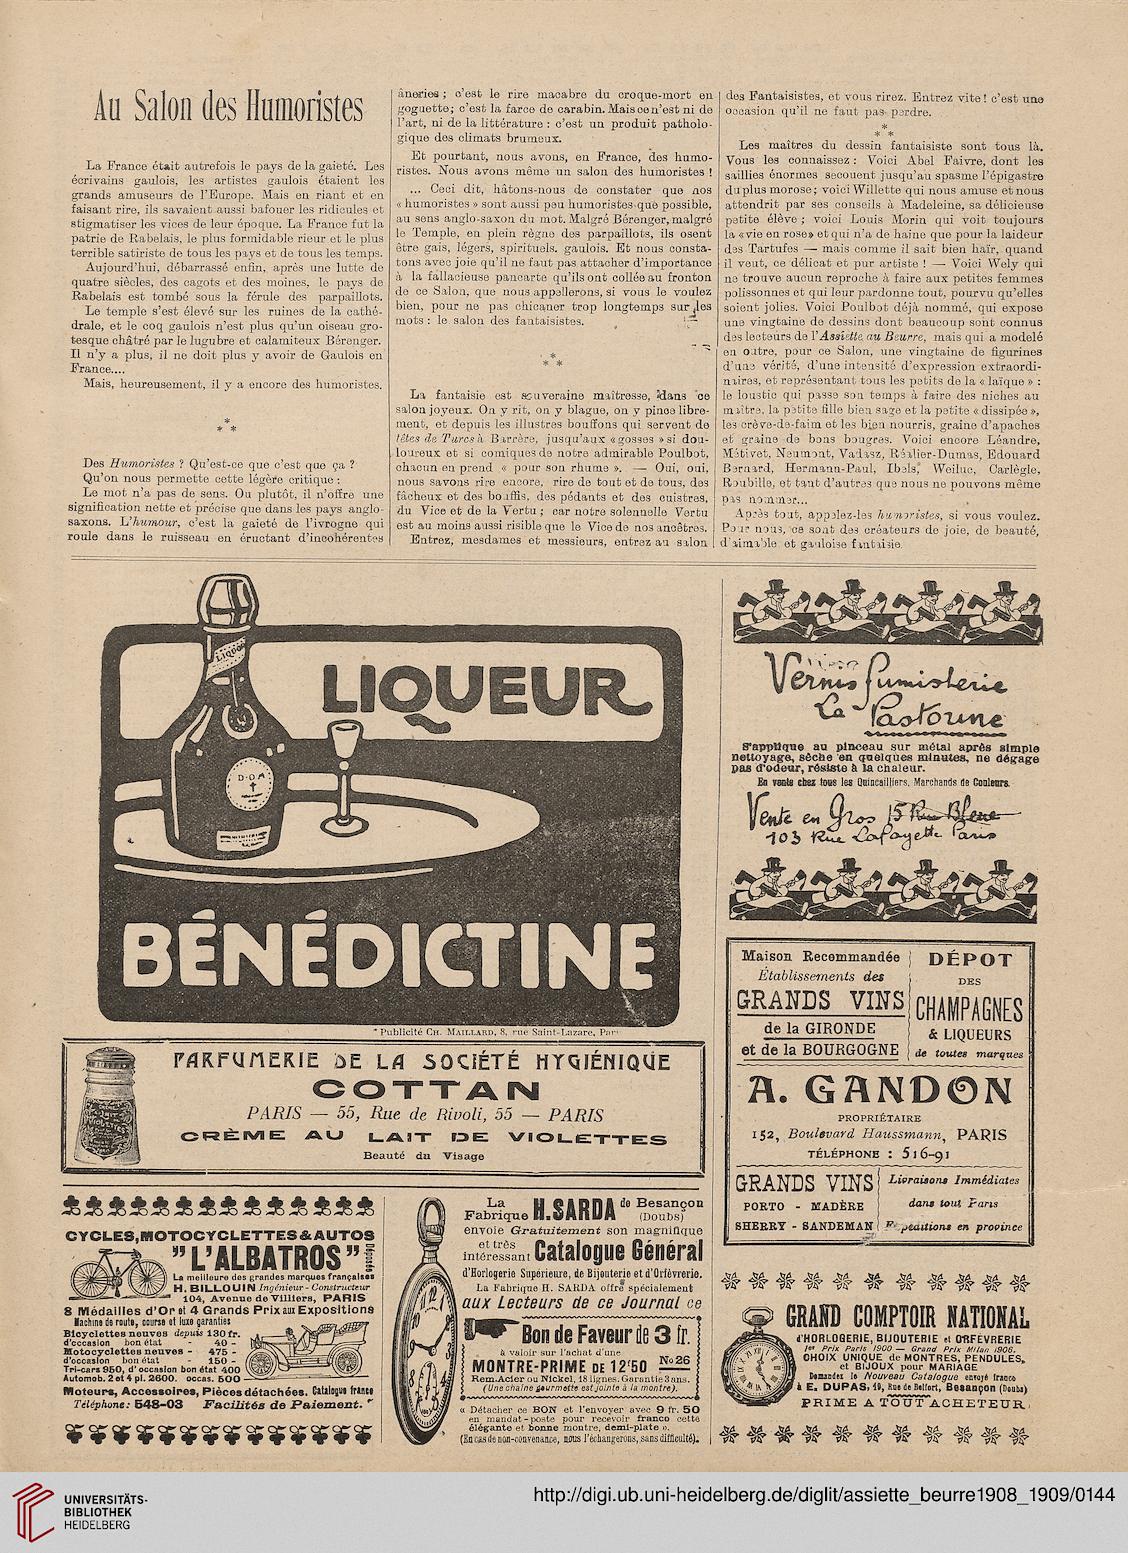 Au Salon des Humoristes
La France était autrefois le pays de la gaieté. Les
écrivains gaulois, les artistes gaulois étaient les
grands amuseurs de l'Europe. Mais en riant et en
faisant rire, ils savaient aussi bafouer les ridicules et
stigmatiser les vices de leur époque. La France fut la
patrie de Rabelais, le plus formidable rieur et le plus
terrible satiriste de tous les pays et de tous les temps.
Aujourd'hui, débarrassé enfin, après une lutte de
quatre siècles, des cagots et des moines, le pays de
Rabelais est tombé sous la férule des parpaillots.
Le temple s'est élevé sur les ruines de la cathé-
drale, et le coq gaulois n'est plus qu'un oiseau gro-
tesque châtré par le lugubre et calamiteux Bérenger.
Il n'y a plus, il ne doit plus y avoir de Gaulois en
France....
Mais, heureusement, il y a encore des humoristes.
*
* *
Des Humoristes ? Qu'est-ce que c'est que ça ?
Qu'on nous permette cette légère critique :
Le mot n'a pas de sens. Ou plutôt, il n'offre une
signification nette et précise que dans les pays anglo-
saxons. L'humour, c'est la gaieté de l'ivrogne qui
roule dans le ruisseau en éructant d'incohérentes
âneries ; c'est le rire macabre du croque-mort en
goguette; c'est la farce de carabin. Mais ce n'est ni de
l'art, ni de la littérature : c'est un produit patholo-
gique des climats brumeux.
Et pourtant, nous avons, en France, des humo-
ristes. Nous avons même un salon des humoristes !
... Ceci dit, hâtons-nous de constater que nos
« humoristes » sont aussi peu humoristes que possible,
au sens anglo-saxon du mot. Malgré Bérenger, malgré
le Temple, en plein règne des parpaillots, ils osent
être gais, légers, spirituels, gaulois. Et nous consta-
tons avec joie qu'il ne faut pas attacher d'importance
à la fallacieuse pancarte qu'ils ont collée au fronton
de ce Salon, que nous appellerons, si vous le voulez
bien, pour ne pas chicaner trop longtemps sur les
mots : le salon des fantaisistes.
*
* *
La fantaisie est souveraine maîtresse, dans ce
salon joyeux. On y rit, on y blague, on y pince libre-
ment, et depuis les illustres bouffons qui servent de
têtes de Turcs à Barrère, jusqu'aux « gosses » si dou-
loureux et si comiques de notre admirable Poulbot,
chacun en prend « pour son rhume ». — Oui, oui,
nous savons rire encore, rire de tout et de tous, des
fâcheux et des bouffis, des pédants et des cuistres,
du Vice et de la Vertu ; car notre solennelle Vertu
est au moins aussi risible que le Vice de nos ancêtres.
Entrez, mesdames et messieurs, entrez au salon
des Fantaisistes, et vous rirez. Entrez vite ! c'est une
occasion qu'il ne faut pas perdre.
*
* *
Les maîtres du dessin fantaisiste sont tous là.
Vous les connaissez : Voici Abel Faivre, dont les
saillies énormes secouent jusqu'au spasme l'épigastre
du plus morose; voici Willette qui nous amuse et nous
attendrit par ses conseils à Madeleine, sa délicieuse
petite élève ; voici Louis Morin qui voit toujours
la « vie en rose » et qui n'a de haine que pour la laideur
des Tartufes — mais comme il sait bien haïr, quand
il veut, ce délicat et pur artiste ! — Voici Wely qui
ne trouve aucun reproche à faire aux petites femmes
polissonnes et qui leur pardonne tout, pourvu qu'elles
soient jolies. Voici Poulbot déjà nommé, qui expose
une vingtaine de dessins dont beaucoup sont connus
des lecteurs de l'Assiette au Beurre, mais qui a modelé
en outre, pour ce Salon, une vingtaine de figurines
d'une vérité, d'une intensité d'expression extraordi-
naires, et représentant tous les petits de la « laïque » :
le loustic qui passe son temps à faire des niches au
maître, la petite fille bien sage et la petite « dissipée »,
les crève-de-faim et les bien nourris, graine d'apaches
et graine de bons bougres. Voici encore Léandre,
Métivet, Neumont, Vadasz, Réalier-Dumas, Edouard
Bernard, Hermann-Paul, Ibels, Weiluc, Carlègle,
Roubille, et tant d'autres que nous ne pouvons même
pas nommer...
Après tout, appelez-les humoristes, si vous voulez.
Pour nous, ce sont des créateurs de joie, de beauté,
d'aimable et gauloise fantaisie.
LIQUEUR
D·O·M
BÉNÉDICTINE
Publicité CH. MAILLARD, 8, rue Saint-Lazare, Par
Vernis fumisterie
La Pastorine
S'applique au pinceau sur métal après simple
nettoyage, sèche en quelques minutes, ne dégage
pas d'odeur, résiste à la chaleur.
En vente chez tous les Quincailliers, Marchands de Couleurs.
Vente en Gros 15 Rue Bleue
103 Rue Lafayette Paris
PARFUMERIE DE LA SOCIÉTÉ HYGIÉNIQUE
COTTAN
PARIS — 55, Rue de Rivoli, 55 — PARIS
CRÈME AU LAIT DE VIOLETTES
Beauté du Visage
Maison Recommandée
Établissements des
GRANDS VINS
de la GIRONDE
et de la BOURGOGNE
DÉPOT
DES
CHAMPAGNES
& LIQUEURS
de toutes marques
A. GANDON
PROPRIÉTAIRE
152, Boulevard Haussmann, PARIS
TÉLÉPHONE : 516-91
GRANDS VINS
PORTO - MADÈRE
SHERRY - SANDEMAN
Livraisons Immédiates
dans tout Paris
Expéditions en province
CYCLES, MOTOCYCLETTES & AUTOS
"L'ALBATROS"
Déposée
La meilleure des grandes marques françaises
H. BILLOUIN Ingénieur-Constructeur
104, Avenue de Villiers, PARIS
8 Médailles d'Or et 4 Grands Prix aux Expositions
Machine de route, course et luxe garanties
Bicyclettes neuves depuis 130 fr.
d'occasion bon état - 40 -
Motocyclettes neuves - 475 -
d'occasion bon état - 150 -
Tri-cars 950, d'occasion bon état 400
Automob. 2 et 4 pl. 2600. occas. 500
Moteurs, Accessoires, Pièces détachées. Catalogue franco
Téléphone: 548-03 Facilités de Paiement.
La Fabrique H. SARDA de Besançon (Doubs)
envoie Gratuitement son magnifique
et très intéressant Catalogue Général
d'Horlogerie Supérieure, de Bijouterie et d'Orfèvrerie.
La Fabrique H. SARDA offre spécialement
aux Lecteurs de ce Journal ce
Bon de Faveur de 3 fr.
à valoir sur l'achat d'une
MONTRE-PRIME DE 12'50 No 26
Rem. Acier ou Nickel, 18 lignes. Garantie 3 ans.
(Une chaine gourmette est jointe à la montre).
« Détacher ce BON et l'envoyer avec 9 fr. 50
en mandat-poste pour recevoir franco cette
élégante et bonne montre, demi-plate ».
(En cas de non-convenance, nous l'échangerons, sans difficulté).
GRAND COMPTOIR NATIONAL
d'HORLOGERIE, BIJOUTERIE et ORFÈVRERIE
1er Prix Paris 1900 — Grand Prix Milan 1906.
CHOIX UNIQUE de MONTRES, PENDULES,
et BIJOUX pour MARIAGE
Demandez le Nouveau Catalogue envoyé franco
à E. DUPAS, 19, Rue de Belfort, Besançon (Doubs)
PRIME A TOUT ACHETEUR
UNIVERSITÄTS-
BIBLIOTHEK
HEIDELBERG
http://digi.ub.uni-heidelberg.de/diglit/assiette_beurre1908_1909/0144